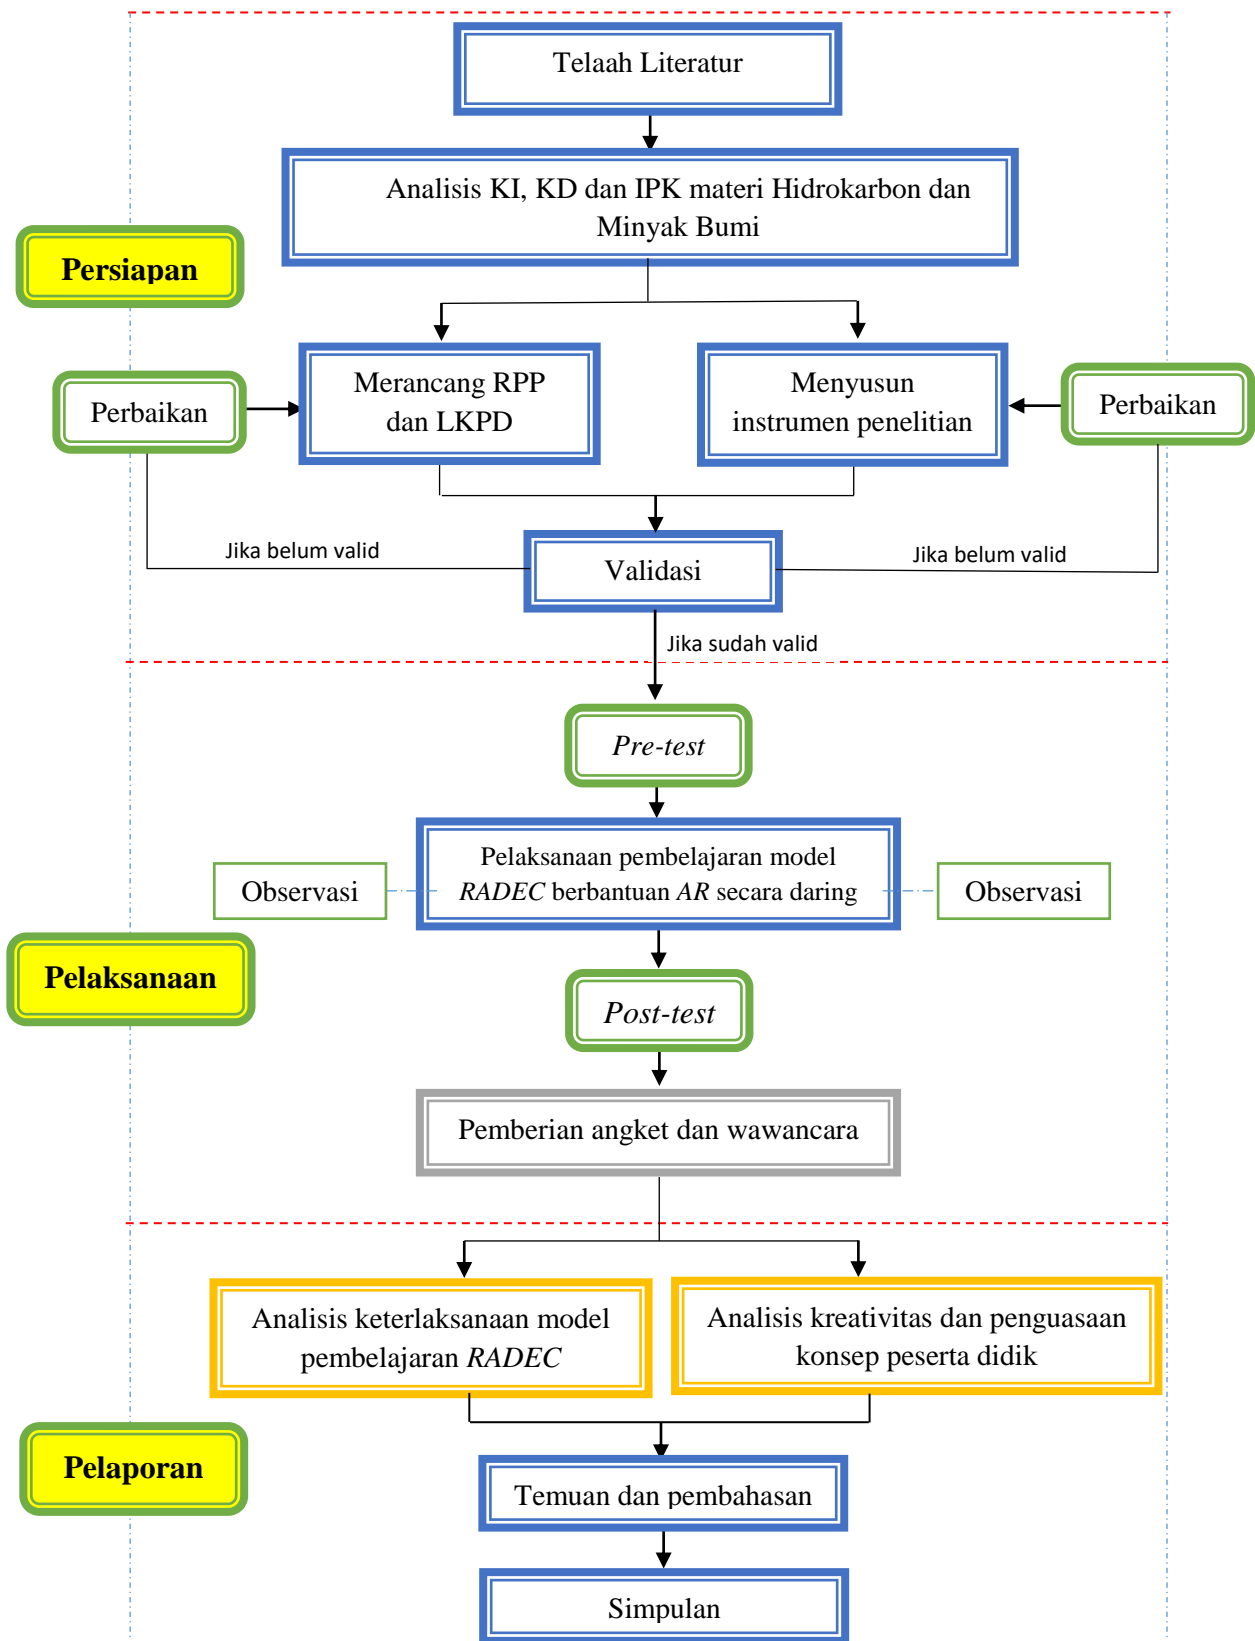 Telaah Literatur
Analisis KI, KD dan IPK materi Hidrokarbon dan
Minyak Bumi
Persiapan
Merancang RPP
dan LKPD
Menyusun
instrumen penelitian
Perbaikan
Perbaikan
Jika belum valid
Validasi
Jika belum valid
Jika sudah valid
Pre-test
Pelaksanaan pembelajaran model
RADEC berbantuan AR secara daring
Observasi
Observasi
Pelaksanaan
Post-test
Pemberian angket dan wawancara
Analisis keterlaksanaan model
pembelajaran RADEC
Analisis kreativitas dan penguasaan
konsep peserta didik
Pelaporan
Temuan dan pembahasan
Simpulan